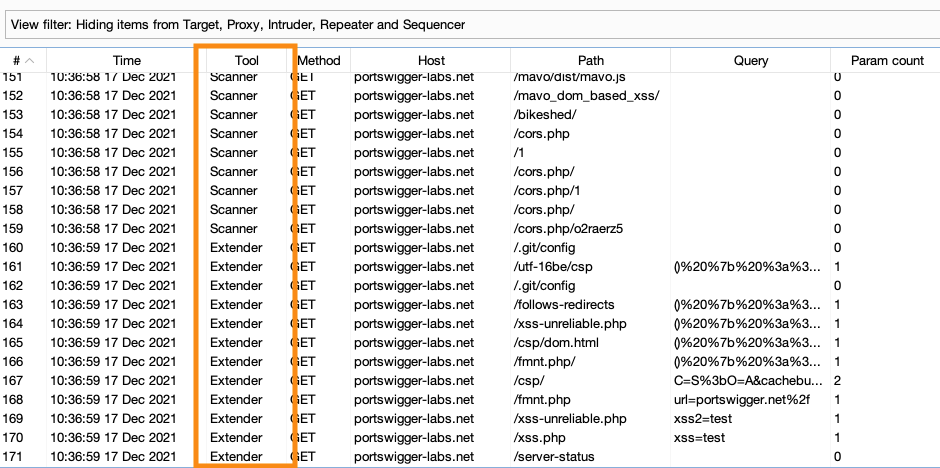 View filter: Hiding items from Target, Proxy, Intruder, Repeater and Sequencer
# Time Tool Method Host Path Query Param count
151 10:36:58 17 Dec 2021 Scanner GET portswigger-labs.net /mavo/dist/mavo.js 0
152 10:36:58 17 Dec 2021 Scanner GET portswigger-labs.net /mavo_dom_based_xss/ 0
153 10:36:58 17 Dec 2021 Scanner GET portswigger-labs.net /bikeshed/ 0
154 10:36:58 17 Dec 2021 Scanner GET portswigger-labs.net /cors.php 0
155 10:36:58 17 Dec 2021 Scanner GET portswigger-labs.net /1 0
156 10:36:58 17 Dec 2021 Scanner GET portswigger-labs.net /cors.php/ 0
157 10:36:58 17 Dec 2021 Scanner GET portswigger-labs.net /cors.php/1 0
158 10:36:58 17 Dec 2021 Scanner GET portswigger-labs.net /cors.php/ 0
159 10:36:58 17 Dec 2021 Scanner GET portswigger-labs.net /cors.php/o2raerz5 0
160 10:36:59 17 Dec 2021 Extender GET portswigger-labs.net /.git/config 0
161 10:36:59 17 Dec 2021 Extender GET portswigger-labs.net /utf-16be/csp ()%20%7b%20%3a%3... 1
162 10:36:59 17 Dec 2021 Extender GET portswigger-labs.net /.git/config 0
163 10:36:59 17 Dec 2021 Extender GET portswigger-labs.net /follows-redirects ()%20%7b%20%3a%3... 1
164 10:36:59 17 Dec 2021 Extender GET portswigger-labs.net /xss-unreliable.php ()%20%7b%20%3a%3... 1
165 10:36:59 17 Dec 2021 Extender GET portswigger-labs.net /csp/dom.html ()%20%7b%20%3a%3... 1
166 10:36:59 17 Dec 2021 Extender GET portswigger-labs.net /fmnt.php/ ()%20%7b%20%3a%3... 1
167 10:36:59 17 Dec 2021 Extender GET portswigger-labs.net /csp/ C=S%3bO=A&cachebu... 2
168 10:36:59 17 Dec 2021 Extender GET portswigger-labs.net /fmnt.php url=portswigger.net%2f 1
169 10:36:59 17 Dec 2021 Extender GET portswigger-labs.net /xss-unreliable.php xss2=test 1
170 10:36:59 17 Dec 2021 Extender GET portswigger-labs.net /xss.php xss=test 1
171 10:36:59 17 Dec 2021 Extender GET portswigger-labs.net /server-status 0